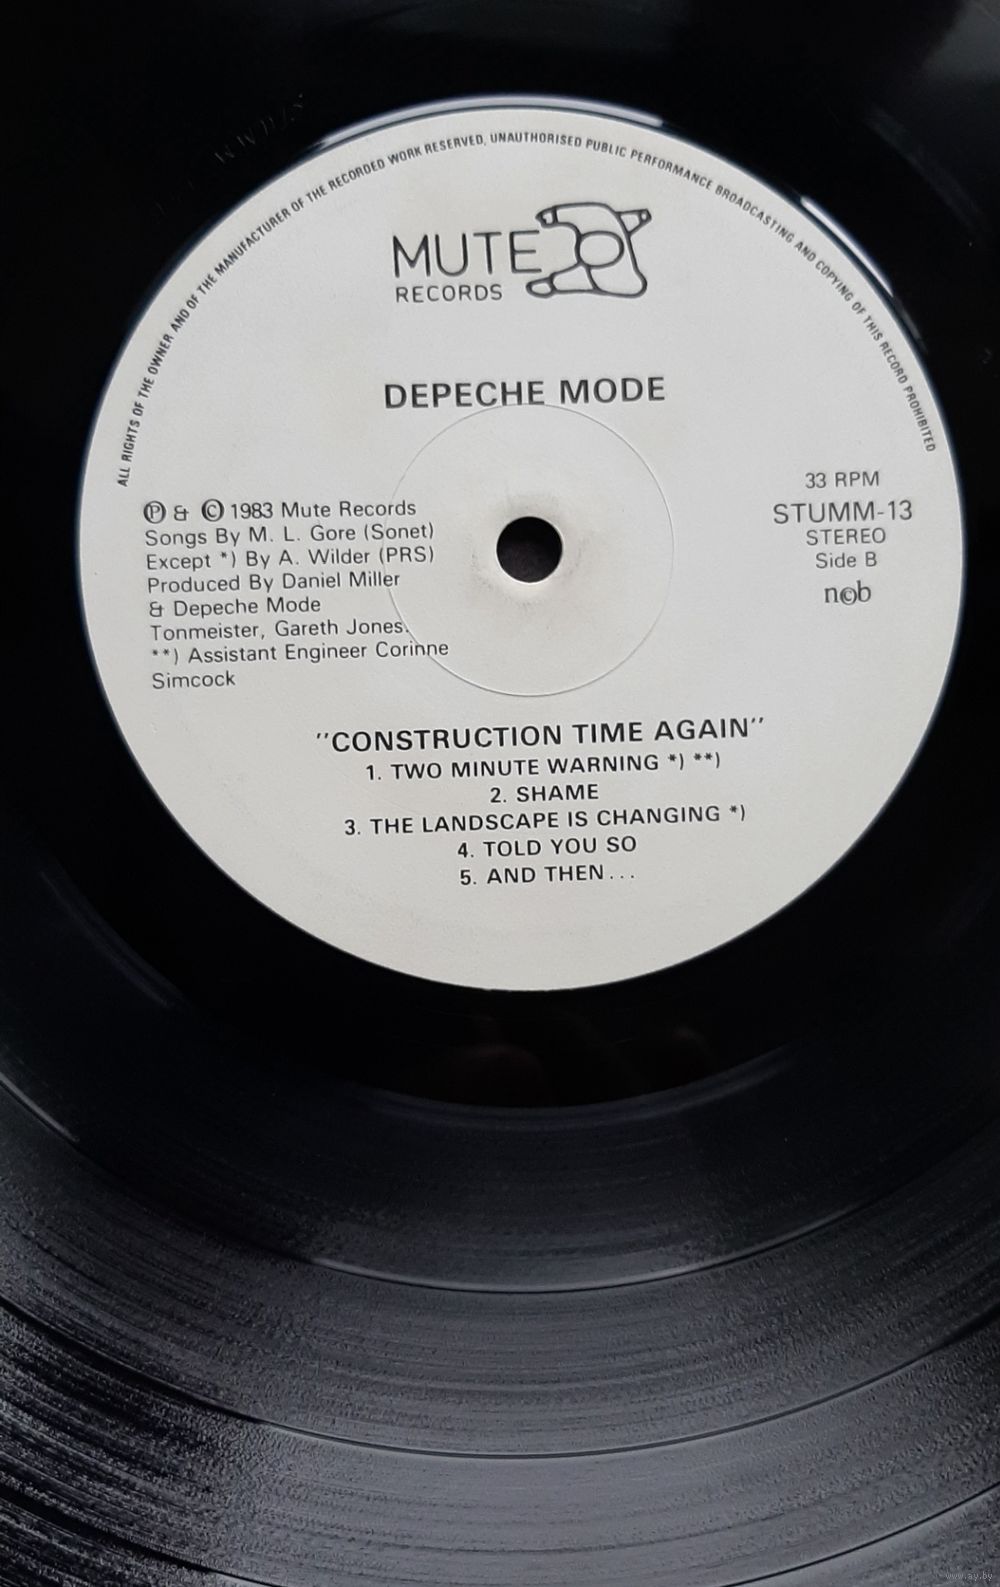 ALL RIGHTS OF THE OWNER AND OF THE MANUFACTURER OF THE RECORDED WORK RESERVED, UNAUTHORISED PUBLIC PERFORMANCE BROADCASTING AND COPYING OF THIS RECORD PROHIBITED
MUTE
RECORDS
DEPECHE MODE
Ⓟ & © 1983 Mute Records
Songs By M. L. Gore (Sonet)
Except *) By A. Wilder (PRS)
Produced By Daniel Miller
& Depeche Mode
Tonmeister, Gareth Jones.
**) Assistant Engineer Corinne
Simcock
33 RPM
STUMM-13
STEREO
Side B
n©b
"CONSTRUCTION TIME AGAIN"
1. TWO MINUTE WARNING *) **)
2. SHAME
3. THE LANDSCAPE IS CHANGING *)
4. TOLD YOU SO
5. AND THEN...
www.ay.by